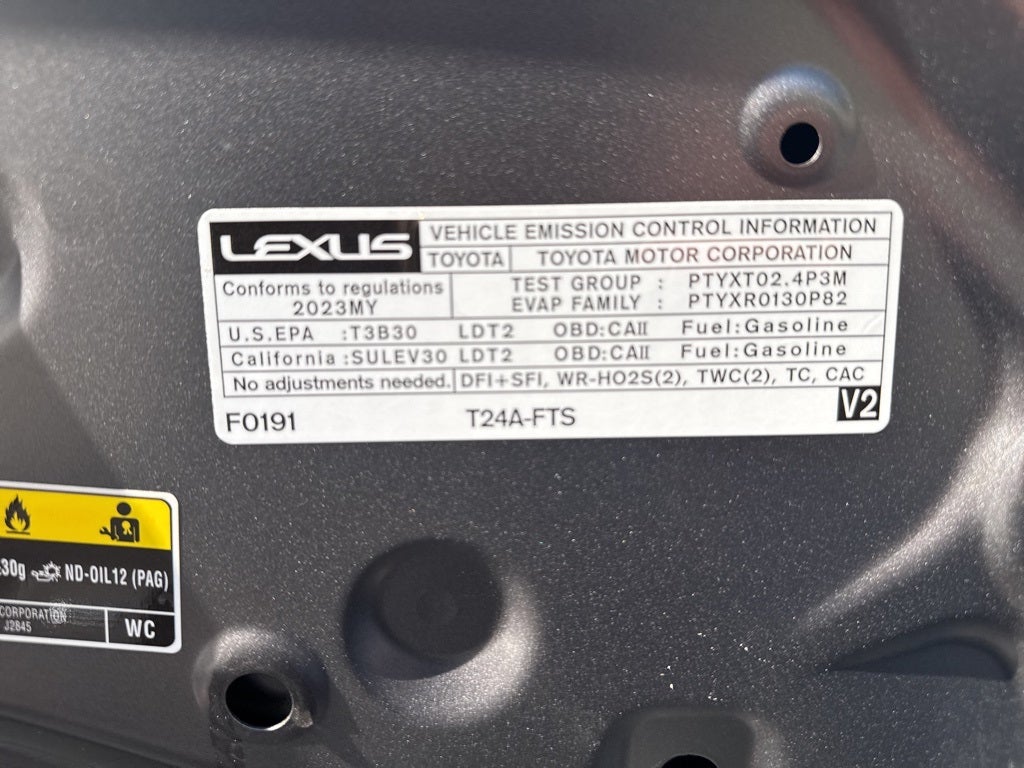 LEXUS
VEHICLE EMISSION CONTROL INFORMATION
TOYOTA
TOYOTA MOTOR CORPORATION
Conforms to regulations
2023MY
TEST GROUP : PTYXT02.4P3M
EVAP FAMILY : PTYXR0130P82
U.S.EPA :T3B30 LDT2 OBD:CAII Fuel:Gasoline
California :SULEV30 LDT2 OBD:CAII Fuel:Gasoline
No adjustments needed.
DFI+SFI, WR-HO2S(2), TWC(2), TC, CAC
F0191
T24A-FTS
V2
30g
ND-OIL12 (PAG)
CORPORATION
J2845
WC